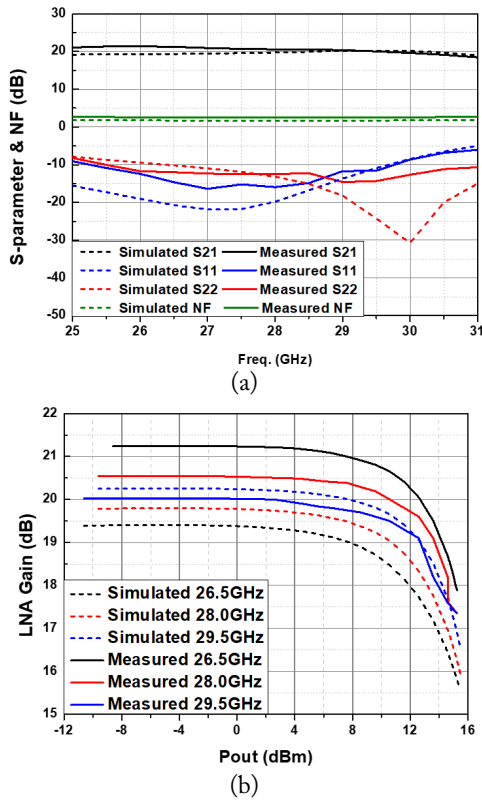 S-parameter & NF (dB)
30
20
10
0
-10
-20
-30
-40
-50
Simulated S21 Measured S21
Simulated S11 Measured S11
Simulated S22 Measured S22
Simulated NF Measured NF
25 26 27 28 29 30 31
Freq. (GHz)
(a)
LNA Gain (dB)
22
21
20
19
18
17
16
15
Simulated 26.5GHz
Simulated 28.0GHz
Simulated 29.5GHz
Measured 26.5GHz
Measured 28.0GHz
Measured 29.5GHz
-12 -8 -4 0 4 8 12 16
Pout (dBm)
(b)